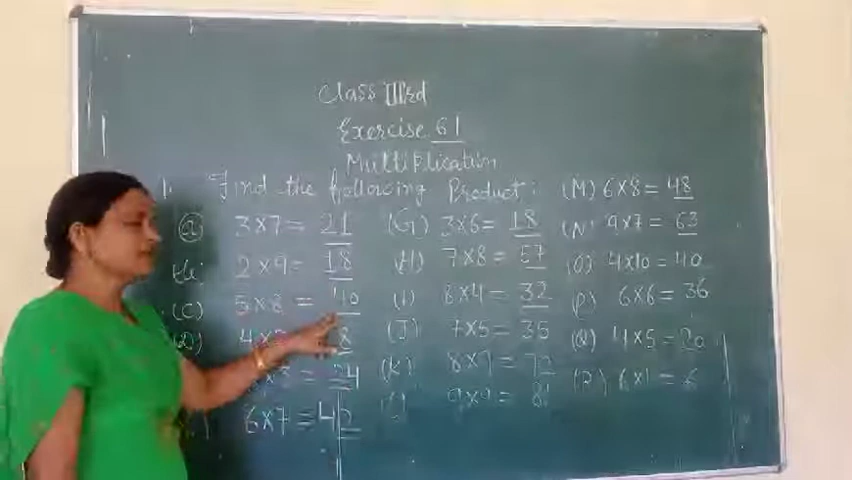 Class IIIrd
Exercise 61
Multiplication
1. Find the following Product: (M) 6x8= 48
(a) 3x7= 21 (G) 3x6= 18 (N) 9x7= 63
2x9= 18 (H) 7x8= 57 (O) 4x10= 40
(C) 5x8= 40 (I) 8x4= 32 (P) 6x6= 36
(D) 8 (J) 7x5= 35 (Q) 4x5= 20
= 24 (K) 8x9= 72 (R) 6x1= 6
6x7= 42 9x9= 81